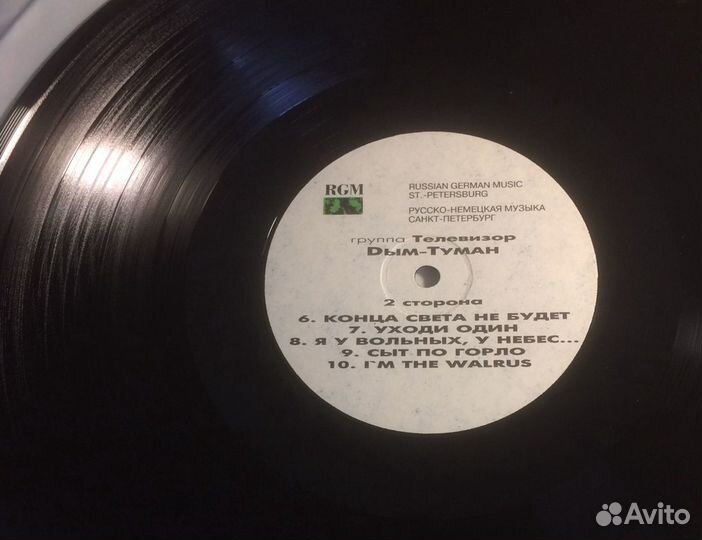 RGM
RUSSIAN GERMAN MUSIC
ST.-PETERSBURG
РУССКО-НЕМЕЦКАЯ МУЗЫКА
САНКТ-ПЕТЕРБУРГ
группа Телевизор
Dым-Туман
2 сторона
6. КОНЦА СВЕТА НЕ БУДЕТ
7. УХОДИ ОДИН
8. Я У ВОЛЬНЫХ, У НЕБЕС...
9. СЫТ ПО ГОРЛО
10. I`M THE WALRUS
Avito